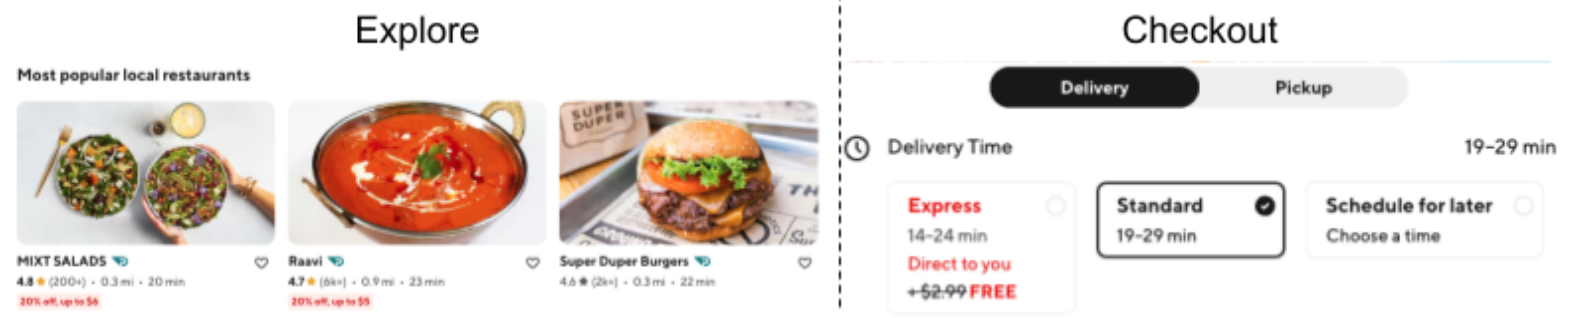 Explore
Most popular local restaurants
SUPER
DUPER
MIXT SALADS
4.8 ★ (200+) • 0.3 mi • 20 min
20% off, up to $6
Raavi
4.7 ★ (6k+) • 0.9 mi • 23 min
20% off, up to $5
Super Duper Burgers
4.6 ★ (2k+) • 0.3 mi • 22 min
Checkout
Delivery
Pickup
Delivery Time
19–29 min
Express
14–24 min
Direct to you
+ $2.99 FREE
Standard
19–29 min
Schedule for later
Choose a time